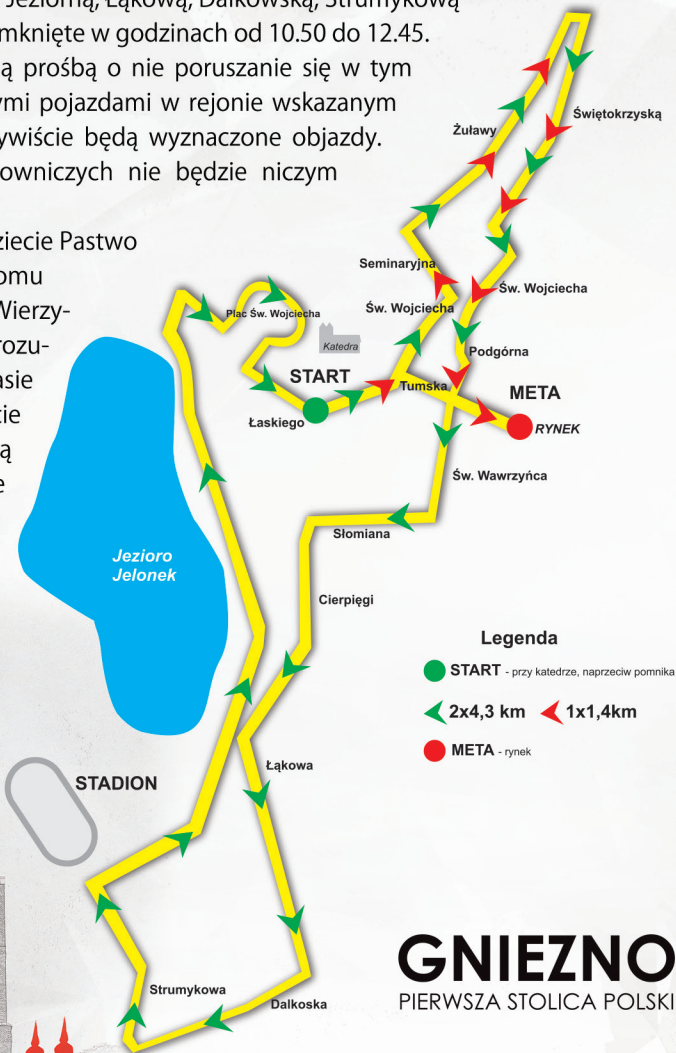 Jeziorną, Łąkową, Dalkowską, Strumykową
mknięte w godzinach od 10.50 do 12.45.
ą prośbą o nie poruszanie się w tym
ymi pojazdami w rejonie wskazanym
ywiście będą wyznaczone objazdy.
owniczych nie będzie niczym
ziecie Pastwo
omu
Wierzy-
rozu-
asie
cie
ą
e
Świętokrzyską
Żuławy
Seminaryjna
Św. Wojciecha
Plac Św. Wojciecha
Św. Wojciecha
Katedra
Podgórna
START
Tumska
META
Łaskiego
RYNEK
Św. Wawrzyńca
Słomiana
Jezioro
Jelonek
Cierpięgi
Legenda
START - przy katedrze, naprzeciw pomnika
2x4,3 km 1x1,4km
META - rynek
Łąkowa
STADION
Strumykowa
Dalkoska
GNIEZNO
PIERWSZA STOLICA POLSKI